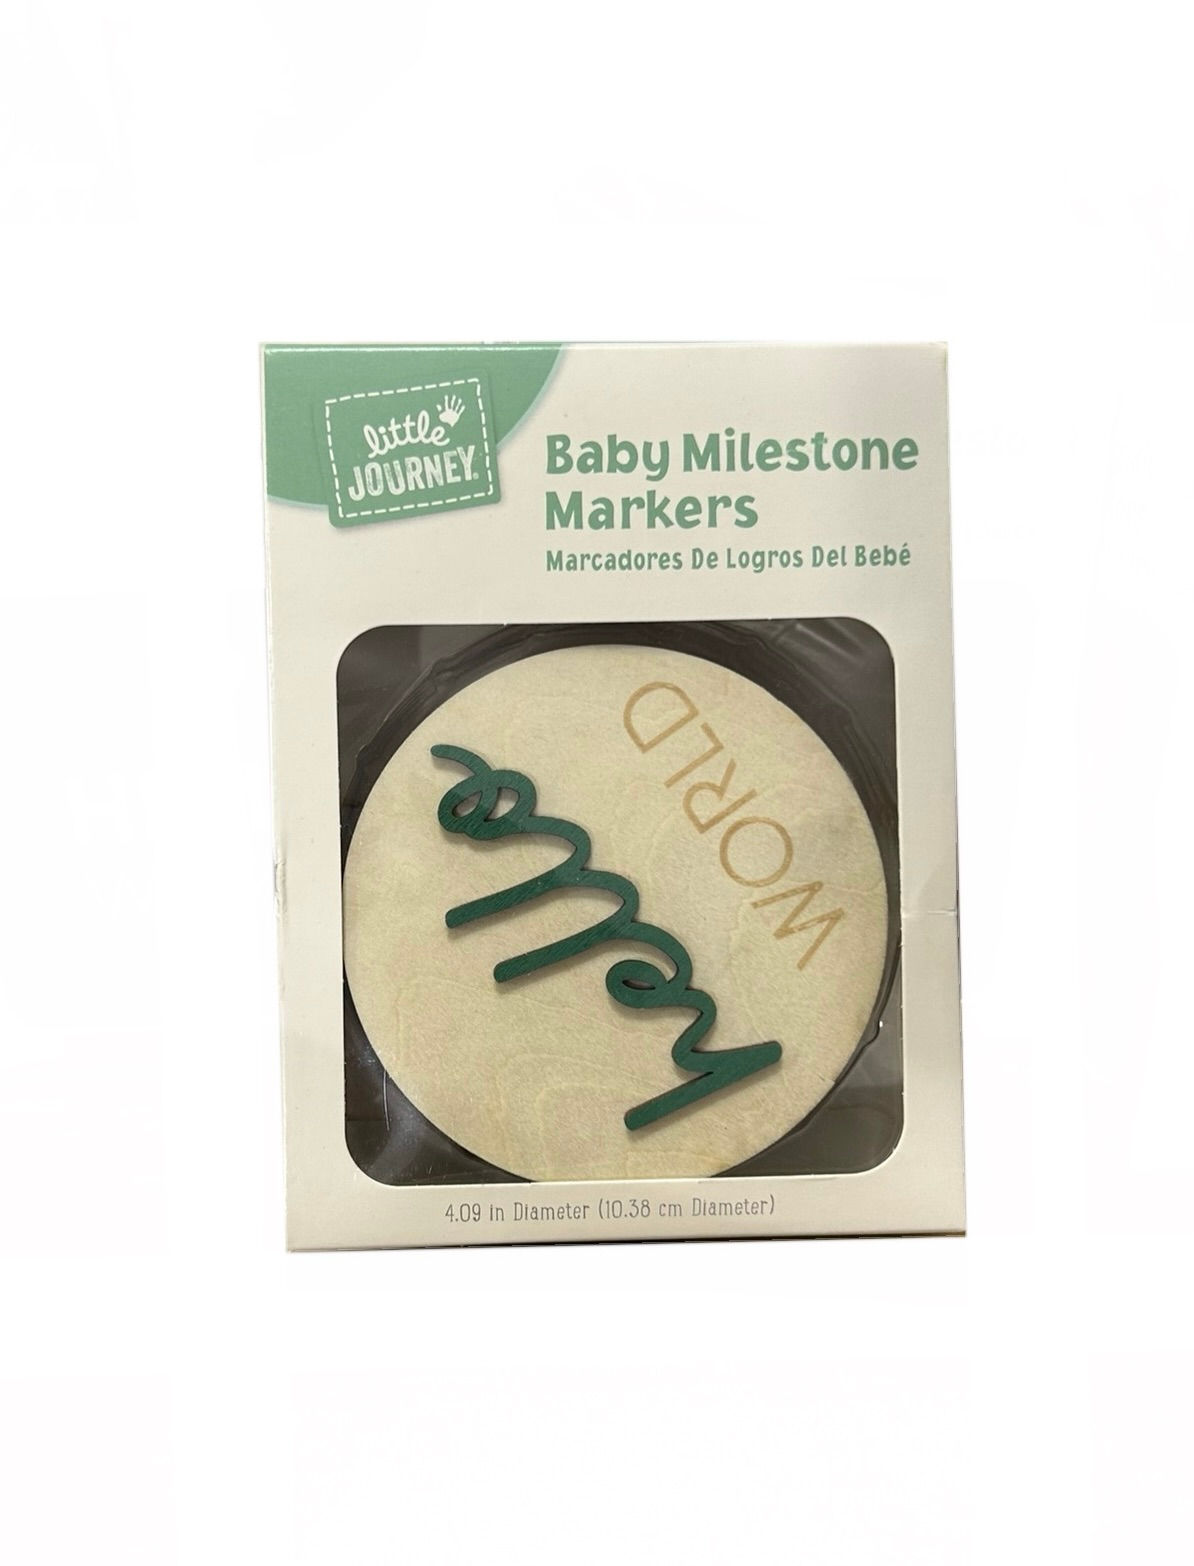 little
JOURNEY®
Baby Milestone
Markers
Marcadores De Logros Del Bebé
hello
WORLD
4.09 in Diameter (10.38 cm Diameter)